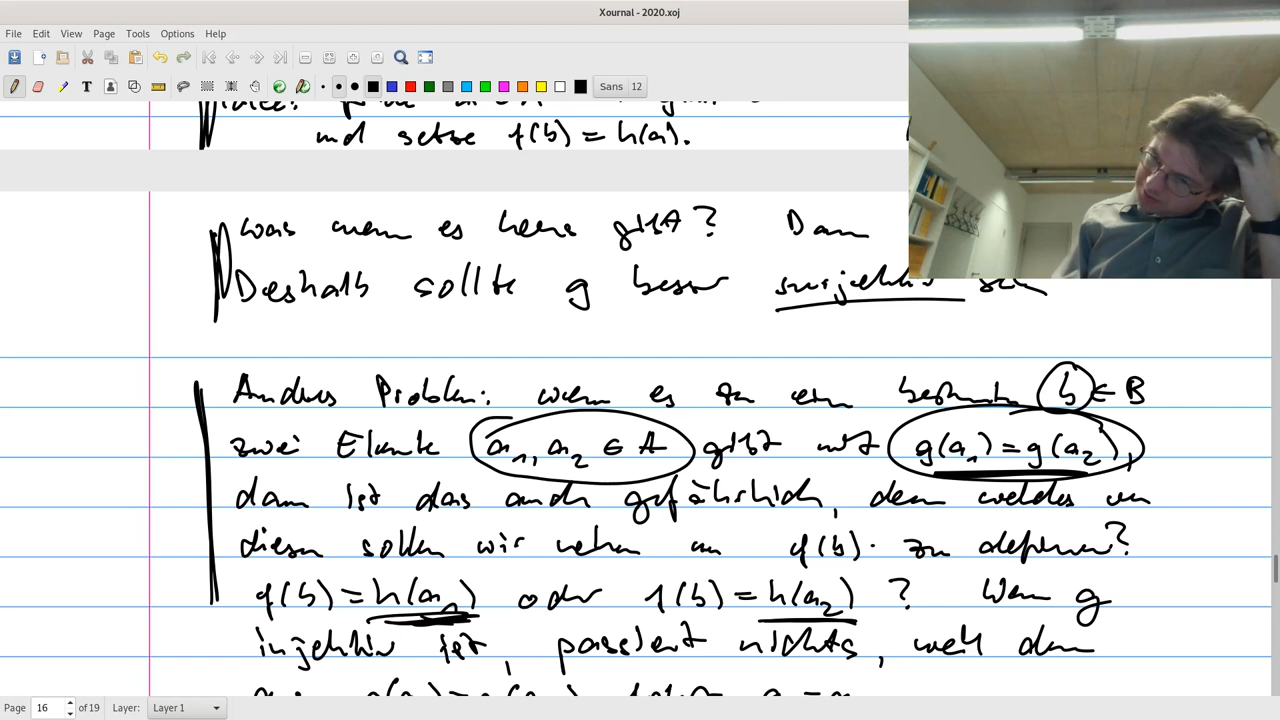 Xournal - 2020.xoj
File Edit View Page Tools Options Help
Sans 12
und setze φ(b) = h(a).
Was wenn es keins gibt? Dann
Deshalb sollte g besser surjektiv sein
Anderes Problem: wenn es zu ein bestimmten b ∈ B
zwei Elemente a₁, a₂ ∈ A gibt mit g(a₁) = g(a₂),
dann ist das auch gefährlich, denn welches von
diesen sollen wir nehmen um φ(b) zu definieren?
φ(b) = h(a₁) oder φ(b) = h(a₂) ? Wenn g
injektiv ist, passiert nichts, weil dann
Page 16 of 19 Layer: Layer 1